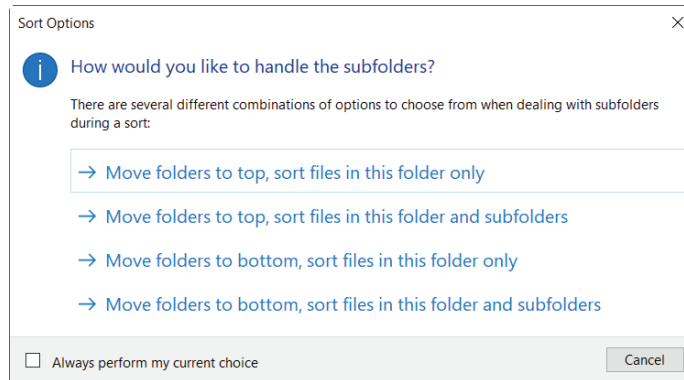 Sort Options
How would you like to handle the subfolders?
There are several different combinations of options to choose from when dealing with subfolders
during a sort:
Move folders to top, sort files in this folder only
Move folders to top, sort files in this folder and subfolders
Move folders to bottom, sort files in this folder only
Move folders to bottom, sort files in this folder and subfolders
Always perform my current choice
Cancel